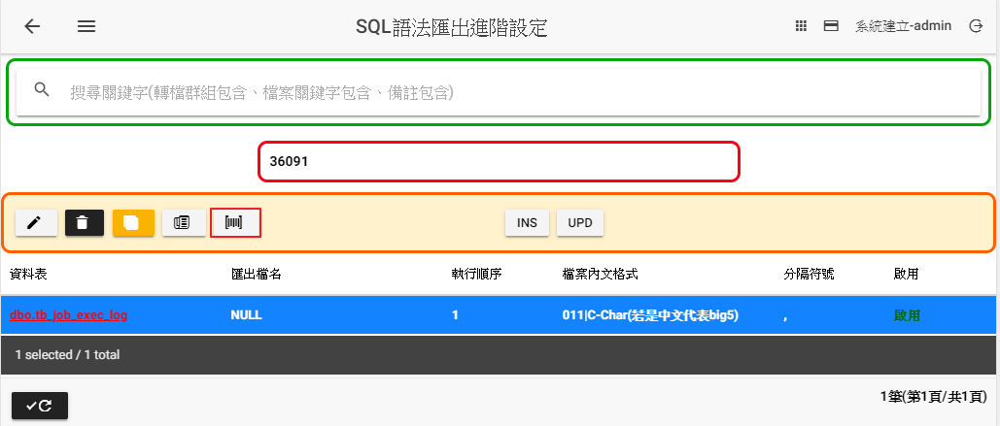 SQL語法匯出進階設定
系統建立-admin
搜尋關鍵字(轉檔群組包含、檔案關鍵字包含、備註包含)
36091
INS UPD
資料表 匯出檔名 執行順序 檔案內文格式 分隔符號 啟用
dbo.tb_job_exec_log NULL 1 011|C-Char(若是中文代表big5) , 啟用
1 selected / 1 total
1筆(第1頁/共1頁)